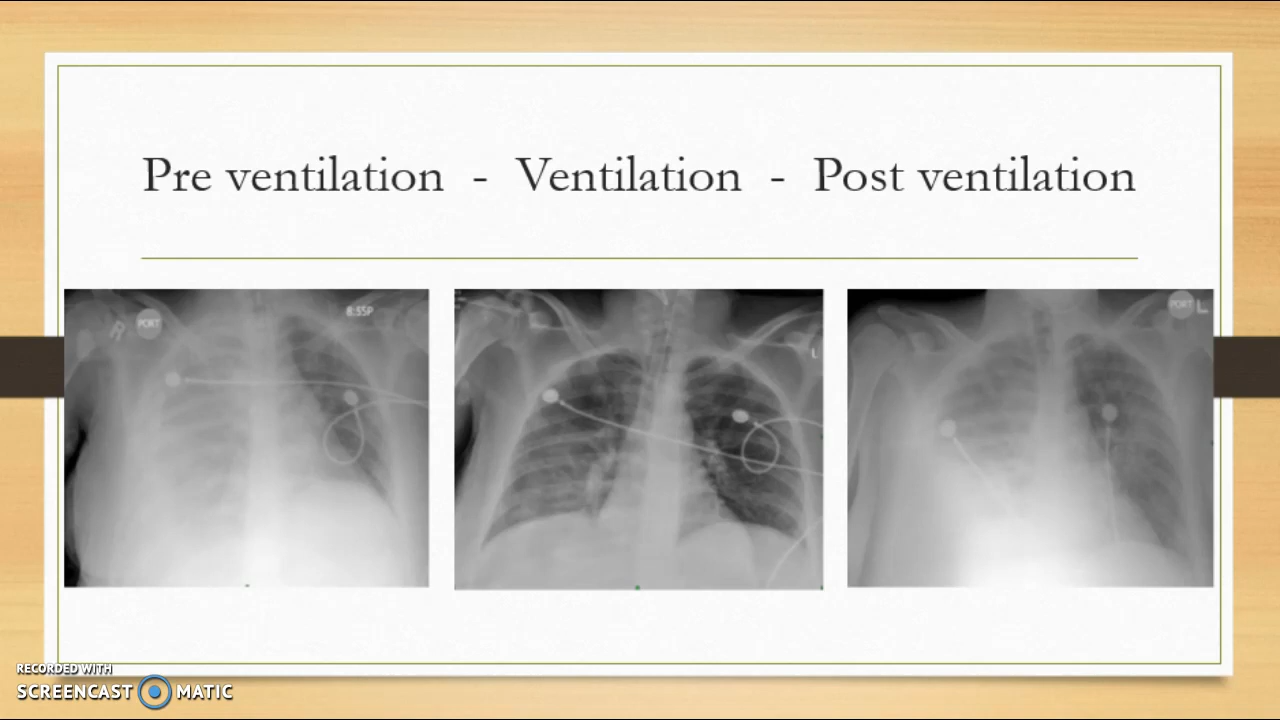 Pre ventilation - Ventilation - Post ventilation
R
PORT
8:55P
L
PORT L
RECORDED WITH
SCREENCAST MATIC